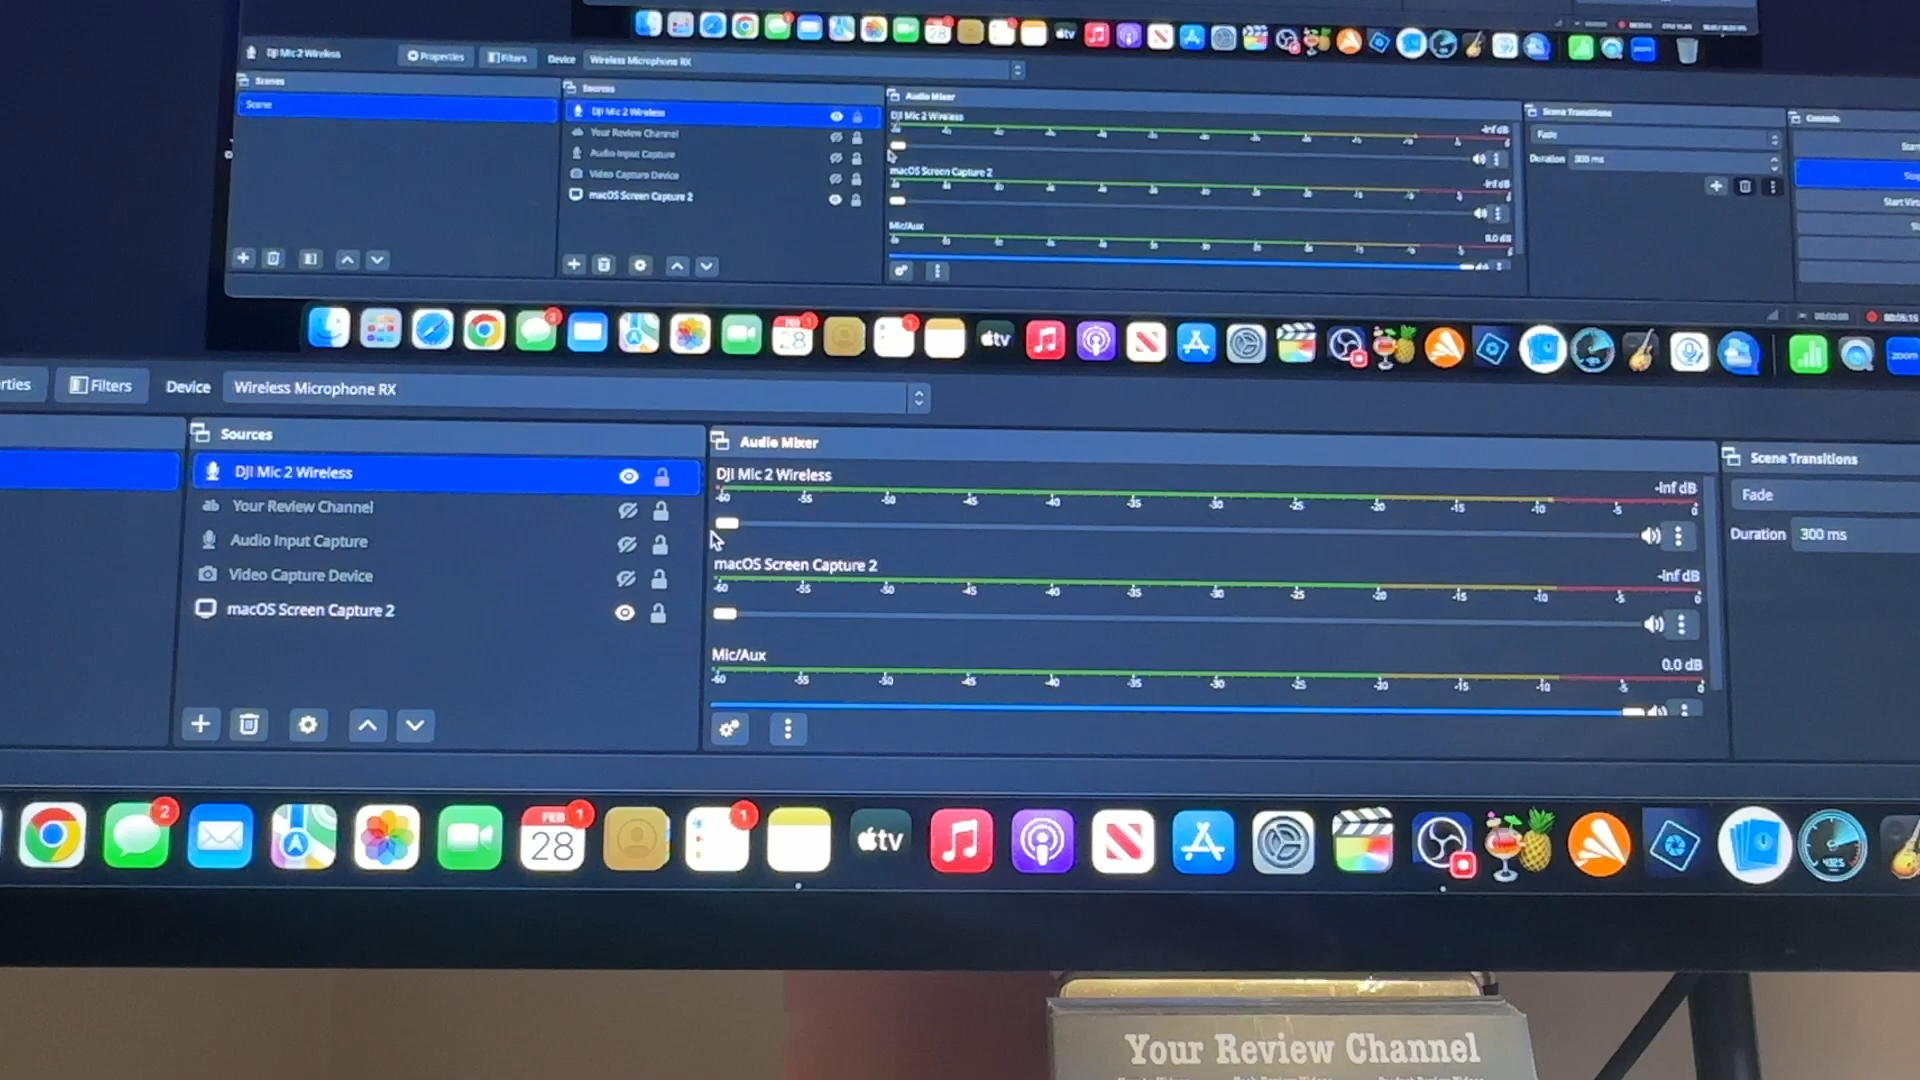 DJI Mic 2 Wireless
Properties
Filters
Device
Wireless Microphone RX
Scenes
Sources
Audio Mixer
Scene Transitions
Controls
Scene
DJI Mic 2 Wireless
Your Review Channel
Audio Input Capture
Video Capture Device
macOS Screen Capture 2
DJI Mic 2 Wireless
-inf dB
macOS Screen Capture 2
-inf dB
Mic/Aux
0.0 dB
Fade
Duration
300 ms
FEB
28
tv
zoom
rties
Filters
Device
Wireless Microphone RX
Sources
DJI Mic 2 Wireless
Your Review Channel
Audio Input Capture
Video Capture Device
macOS Screen Capture 2
Audio Mixer
DJI Mic 2 Wireless
-inf dB
-60 -55 -50 -45 -40 -35 -30 -25 -20 -15 -10 -5 0
macOS Screen Capture 2
-inf dB
-60 -55 -50 -45 -40 -35 -30 -25 -20 -15 -10 -5 0
Mic/Aux
0.0 dB
-60 -55 -50 -45 -40 -35 -30 -25 -20 -15 -10 -5 0
Scene Transitions
Fade
Duration
300 ms
2
FEB
1
28
1
tv
Your Review Channel